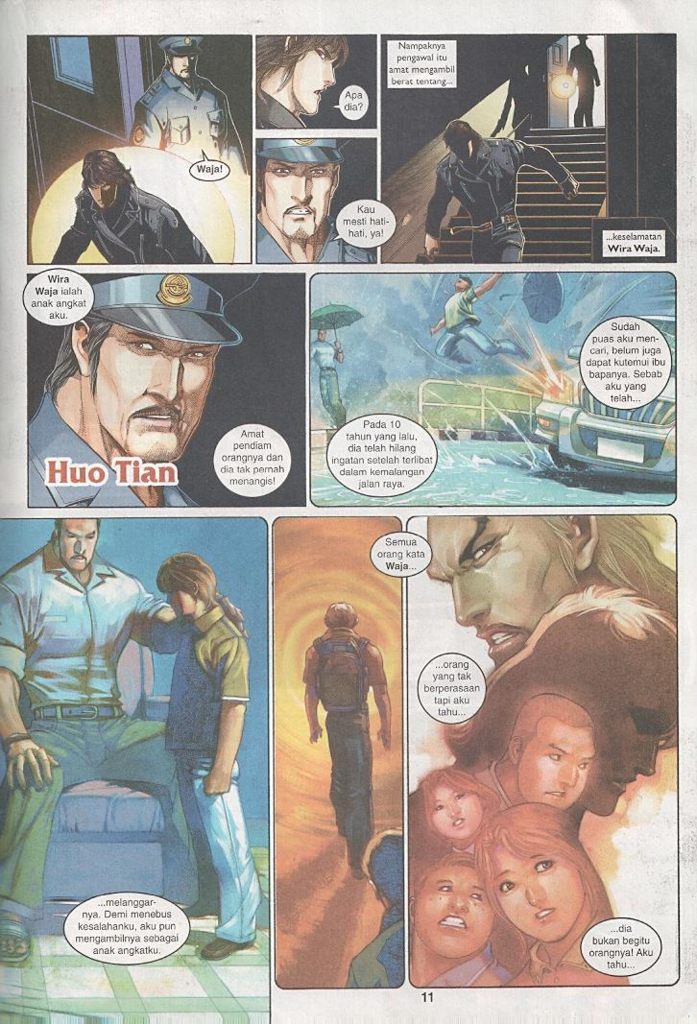 Waja!
Apa
dia?
Kau
mesti hati-
hati, ya!
Nampaknya
pengawal itu
amat mengambil
berat tentang...
...keselamatan
Wira Waja.
Wira
Waja ialah
anak angkat
aku.
Huo Tian
Amat
pendiam
orangnya dan
dia tak pernah
menangis!
Pada 10
tahun yang lalu,
dia telah hilang
ingatan setelah terlibat
dalam kemalangan
jalan raya.
Sudah
puas aku men-
cari, belum juga
dapat kutemui ibu
bapanya. Sebab
aku yang
telah...
...melanggar-
nya. Demi menebus
kesalahanku, aku pun
mengambilnya sebagai
anak angkatku.
Semua
orang kata
Waja...
...orang
yang tak
berperasaan
tapi aku
tahu...
...dia
bukan begitu
orangnya! Aku
tahu...
11